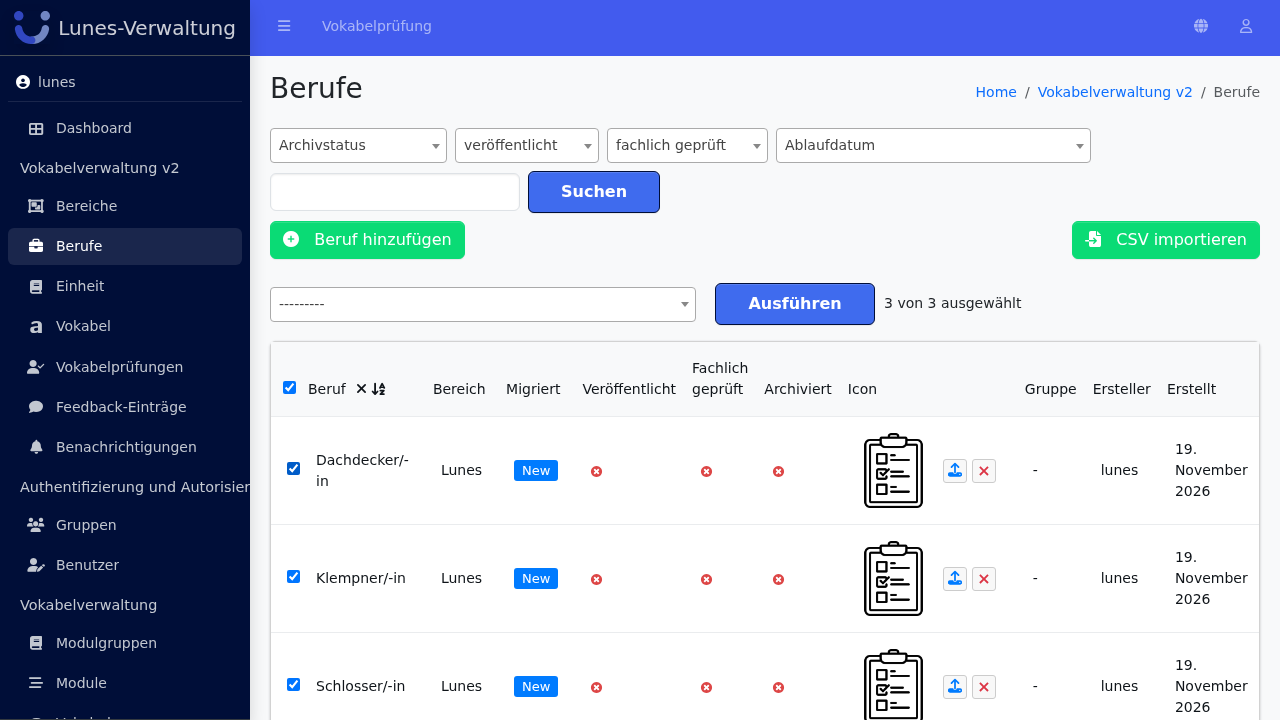 Lunes-Verwaltung
Vokabelprüfung
lunes
Dashboard
Vokabelverwaltung v2
Bereiche
Berufe
Einheit
Vokabel
Vokabelprüfungen
Feedback-Einträge
Benachrichtigungen
Authentifizierung und Autorisier
Gruppen
Benutzer
Vokabelverwaltung
Modulgruppen
Module
Berufe
Home / Vokabelverwaltung v2 / Berufe
Archivstatus
veröffentlicht
fachlich geprüft
Ablaufdatum
Suchen
Beruf hinzufügen
CSV importieren
---------
Ausführen
3 von 3 ausgewählt
Beruf
Bereich
Migriert
Veröffentlicht
Fachlich
geprüft
Archiviert
Icon
Gruppe
Ersteller
Erstellt
Dachdecker/-
in
Lunes
New
-
lunes
19.
November
2026
Klempner/-in
Lunes
New
-
lunes
19.
November
2026
Schlosser/-in
Lunes
New
-
lunes
19.
November
2026